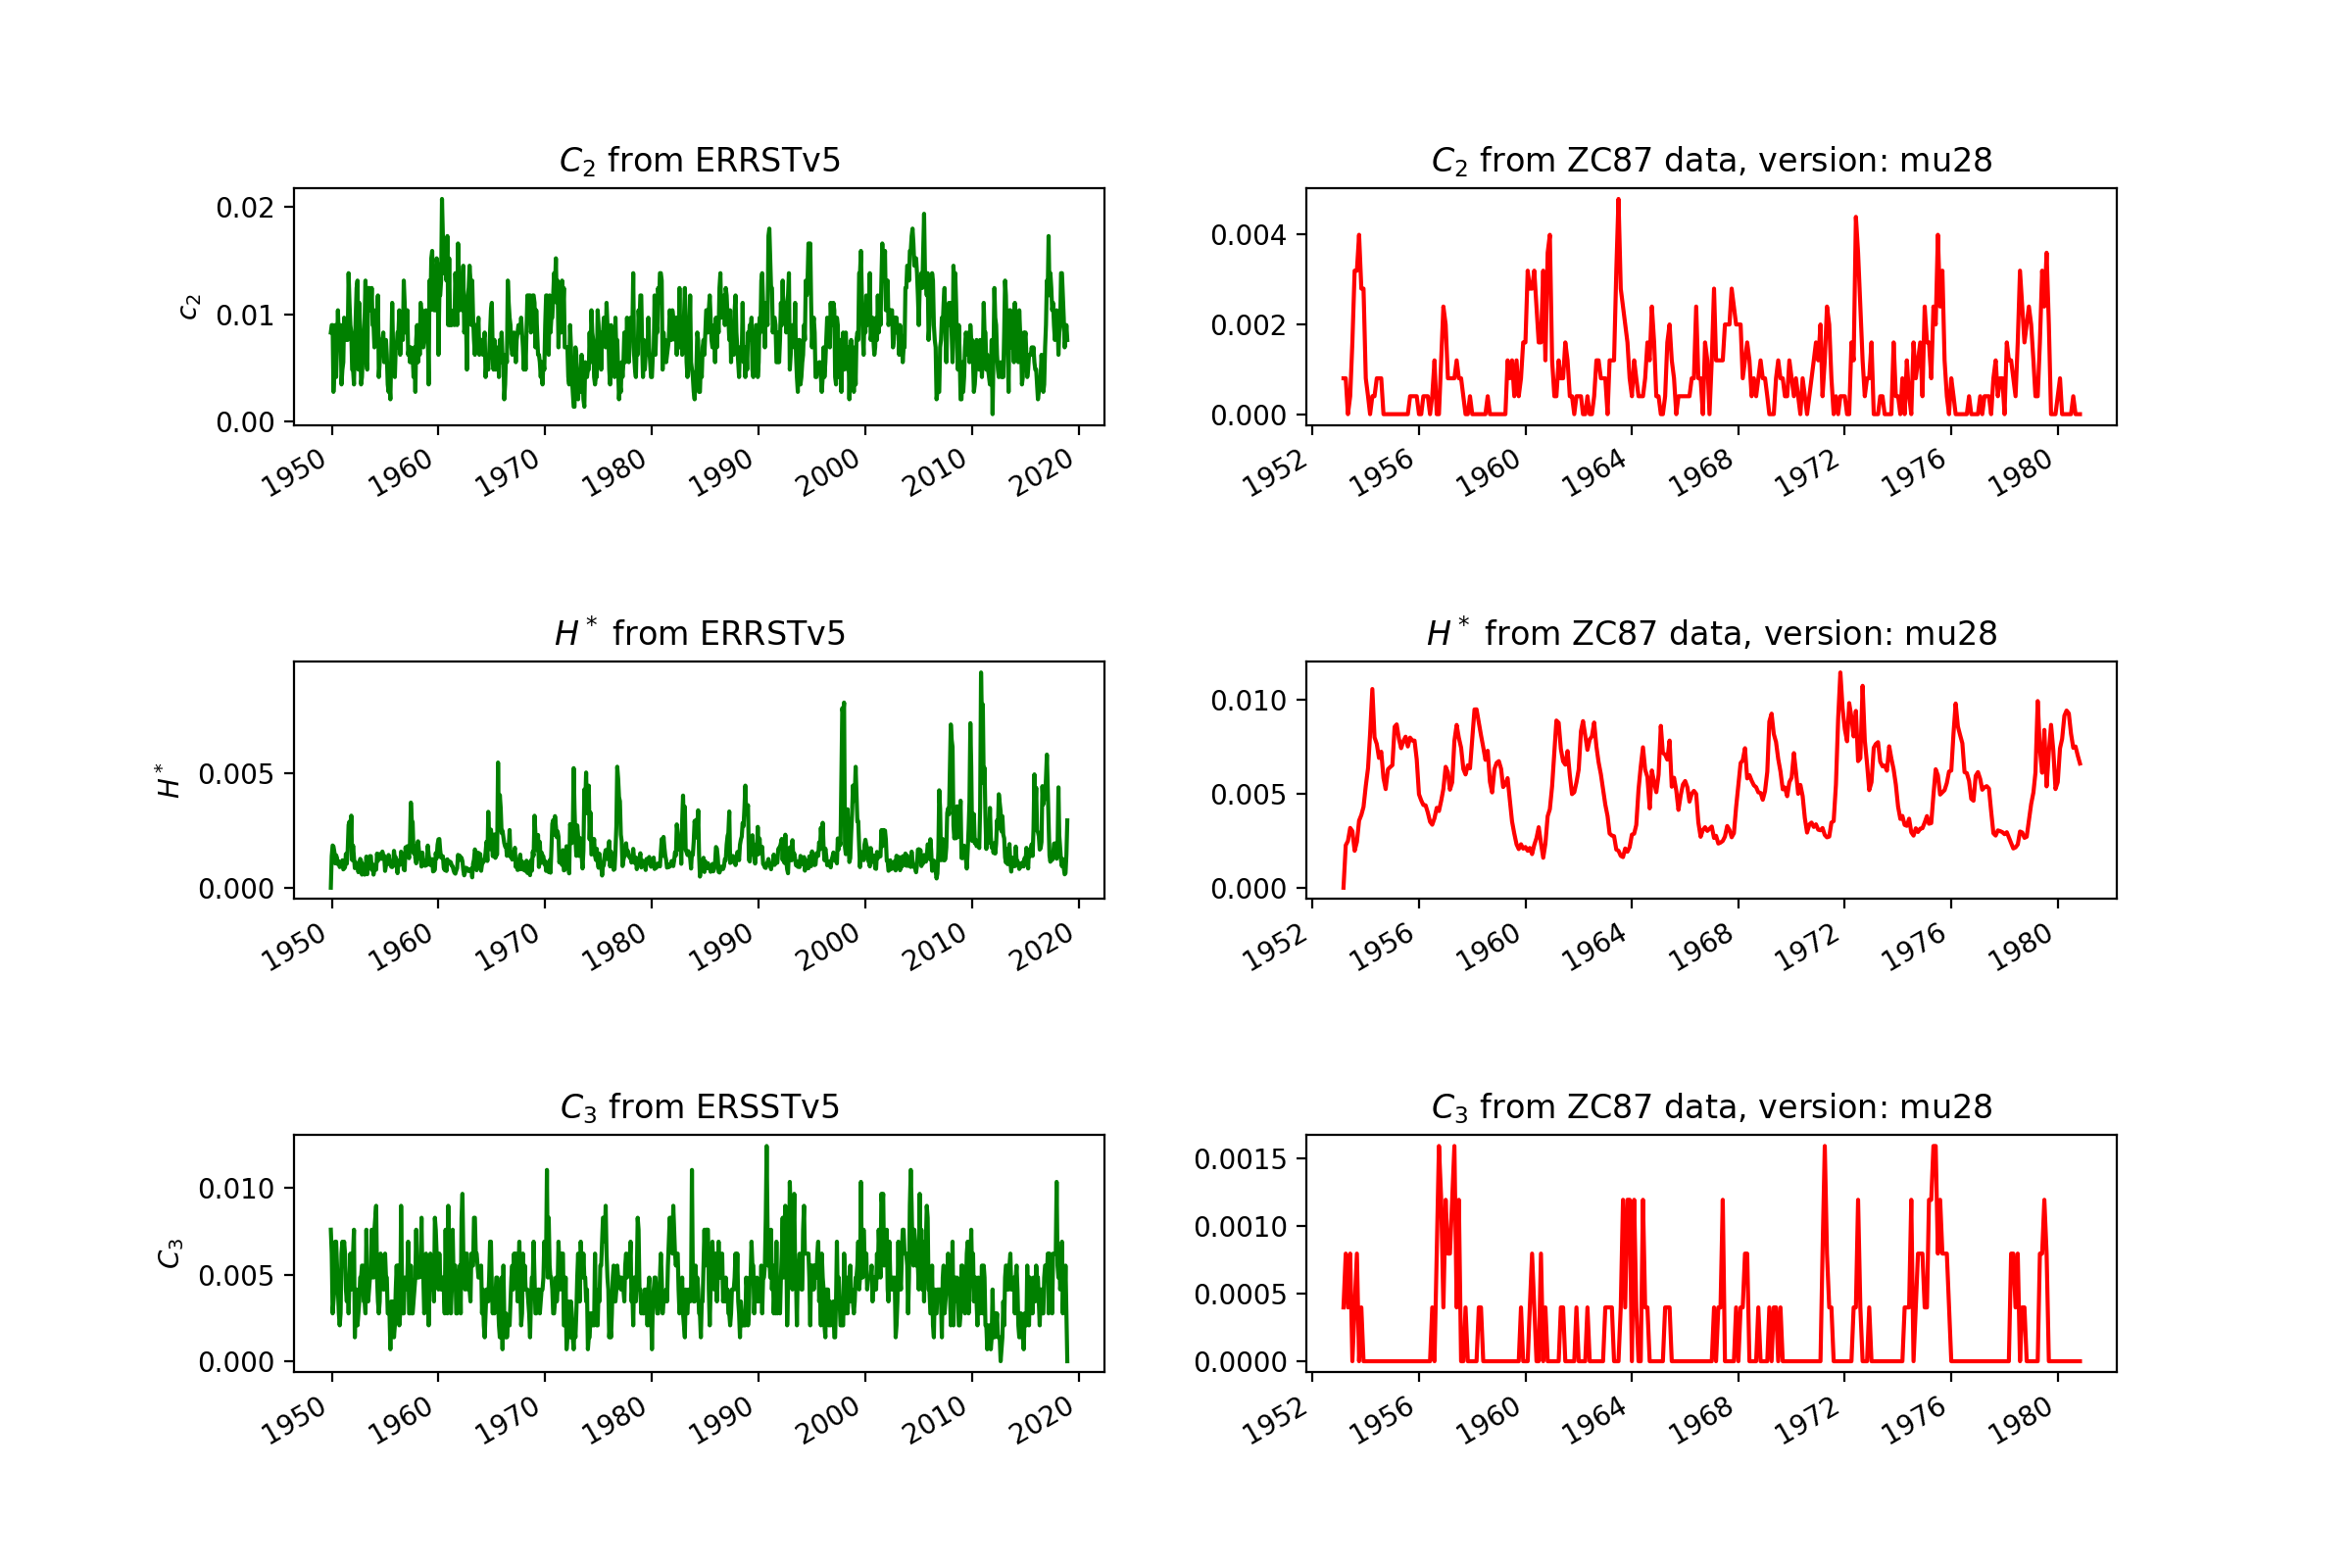 C₂ from ERRSTv5
c₂
0.02
0.01
0.00
1950 1960 1970 1980 1990 2000 2010 2020
C₂ from ZC87 data, version: mu28
0.004
0.002
0.000
1952 1956 1960 1964 1968 1972 1976 1980
H* from ERRSTv5
H*
0.005
0.000
1950 1960 1970 1980 1990 2000 2010 2020
H* from ZC87 data, version: mu28
0.010
0.005
0.000
1952 1956 1960 1964 1968 1972 1976 1980
C₃ from ERSSTv5
C₃
0.010
0.005
0.000
1950 1960 1970 1980 1990 2000 2010 2020
C₃ from ZC87 data, version: mu28
0.0015
0.0010
0.0005
0.0000
1952 1956 1960 1964 1968 1972 1976 1980